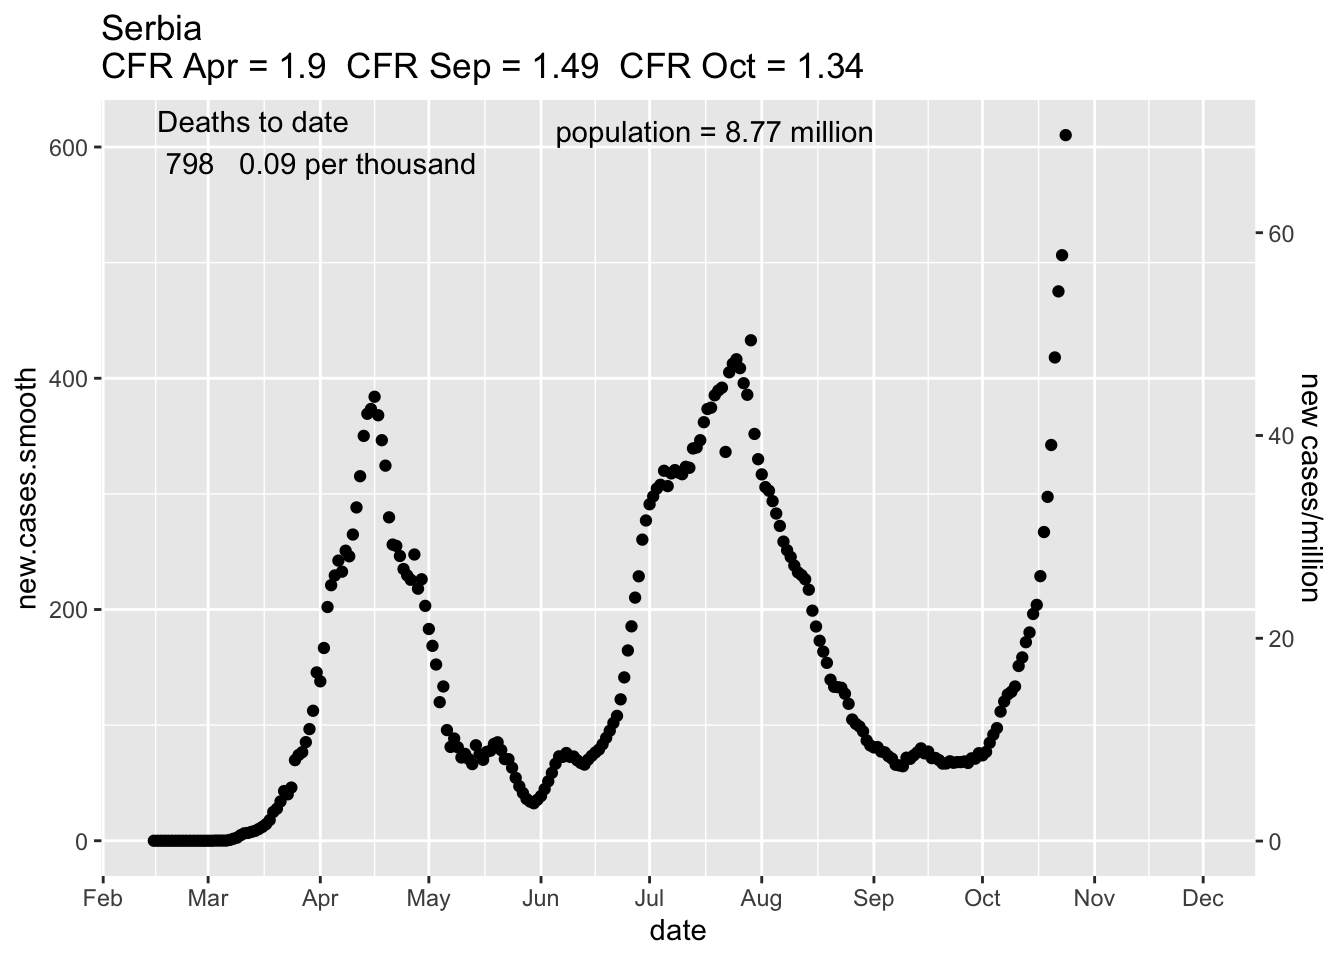 Serbia
CFR Apr = 1.9  CFR Sep = 1.49  CFR Oct = 1.34
Deaths to date
798   0.09 per thousand
population = 8.77 million
600
400
200
0
new.cases.smooth
60
40
20
0
new cases/million
Feb Mar Apr May Jun Jul Aug Sep Oct Nov Dec
date